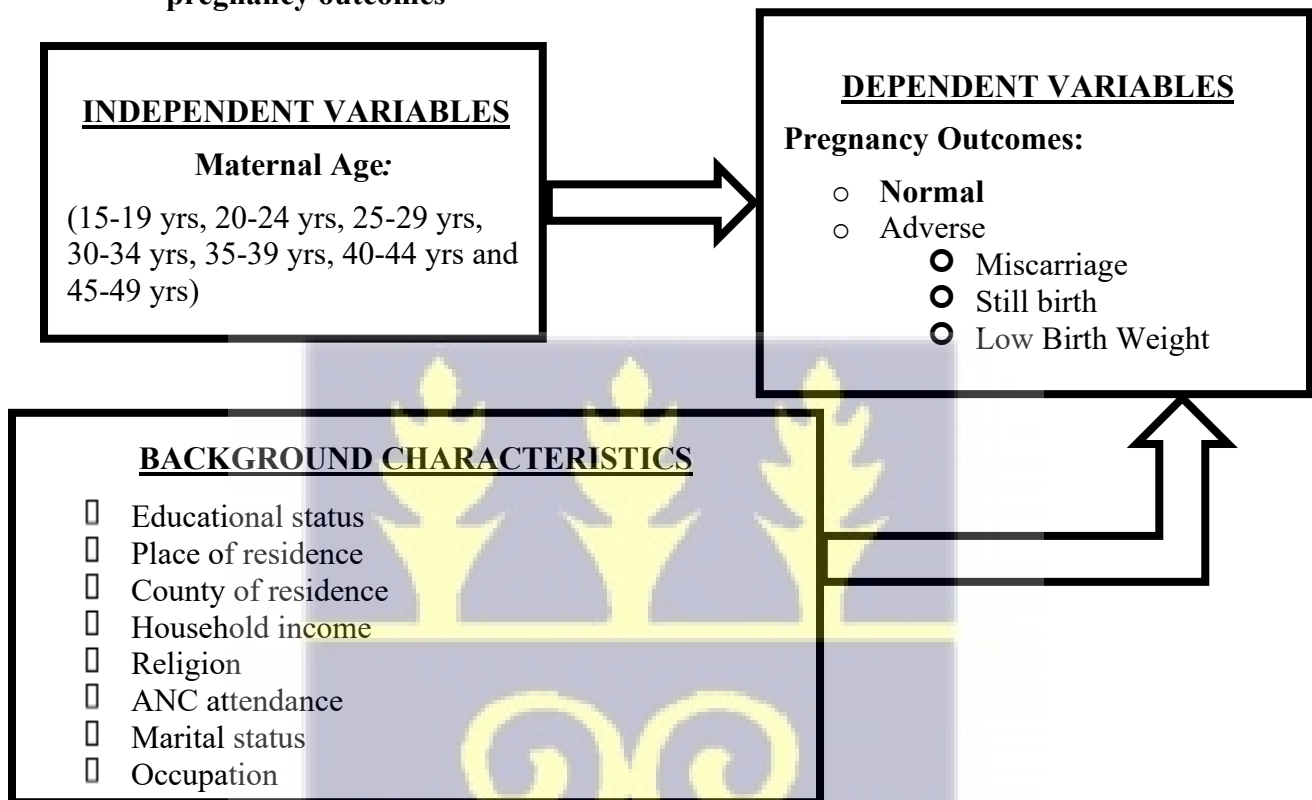 pregnancy outcomes
INDEPENDENT VARIABLES
Maternal Age:
(15-19 yrs, 20-24 yrs, 25-29 yrs,
30-34 yrs, 35-39 yrs, 40-44 yrs and
45-49 yrs)
DEPENDENT VARIABLES
Pregnancy Outcomes:
Normal
Adverse
Miscarriage
Still birth
Low Birth Weight
BACKGROUND CHARACTERISTICS
Educational status
Place of residence
County of residence
Household income
Religion
ANC attendance
Marital status
Occupation